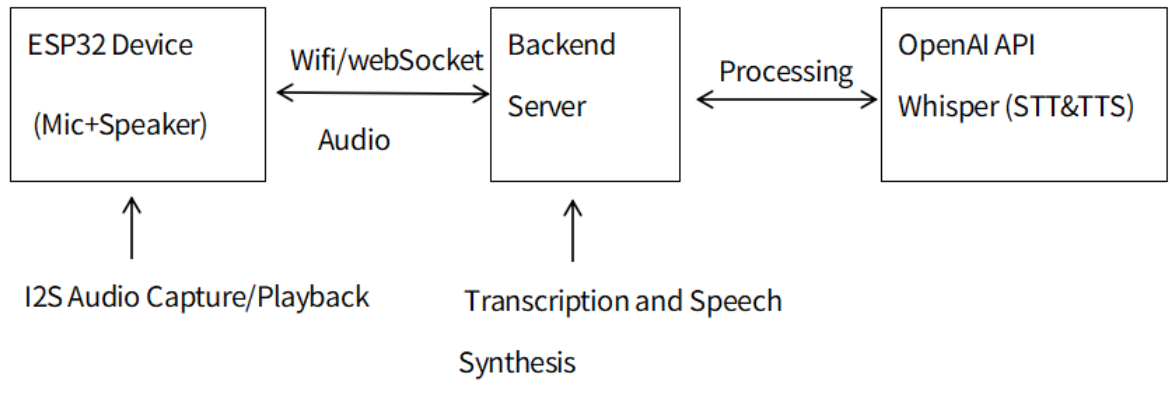 ESP32 Device
(Mic+Speaker)
Wifi/webSocket
Audio
Backend
Server
Processing
OpenAI API
Whisper (STT&TTS)
I2S Audio Capture/Playback
Transcription and Speech
Synthesis